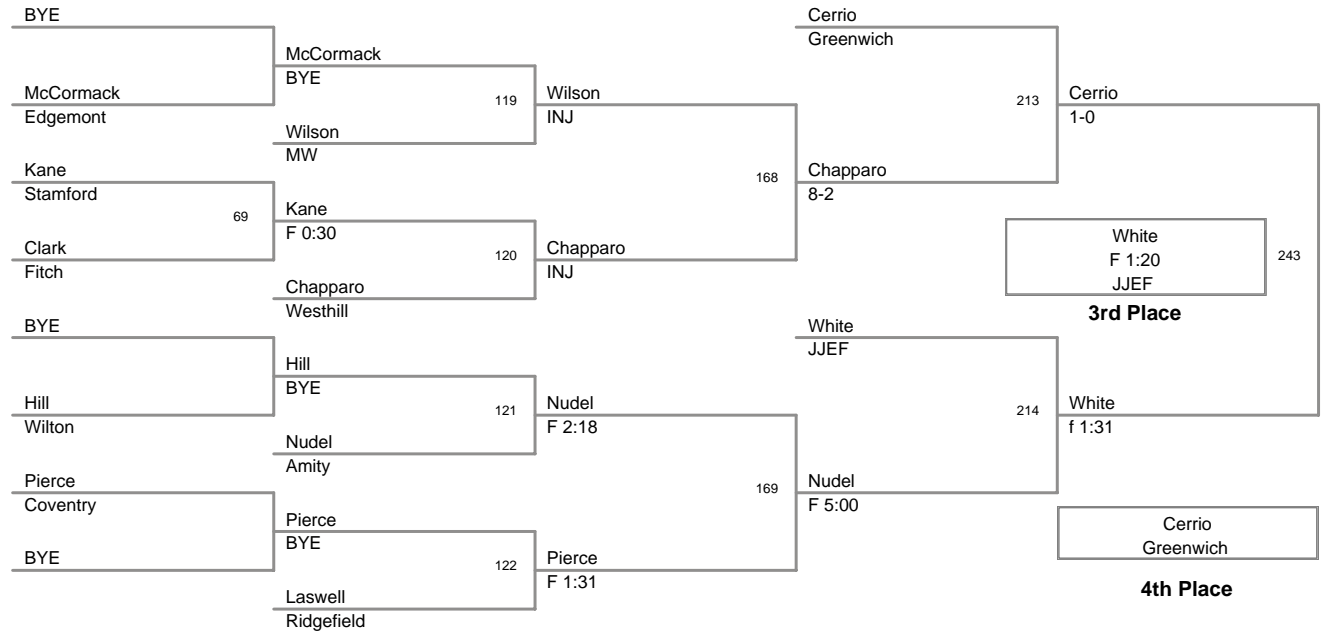 BYE
McCormack
Edgemont
Kane
Stamford
69
Clark
Fitch
BYE
Hill
Wilton
Pierce
Coventry
BYE
McCormack
BYE
119
Wilson
MW
Kane
F 0:30
120
Chapparo
Westhill
Hill
BYE
121
Nudel
Amity
Pierce
BYE
122
Laswell
Ridgefield
Wilson
INJ
168
Chapparo
INJ
Nudel
F 2:18
169
Pierce
F 1:31
Cerrio
Greenwich
213
Chapparo
8-2
White
JJEF
214
Nudel
F 5:00
Cerrio
1-0
White
F 1:20
JJEF
243
3rd Place
White
f 1:31
Cerrio
Greenwich
4th Place